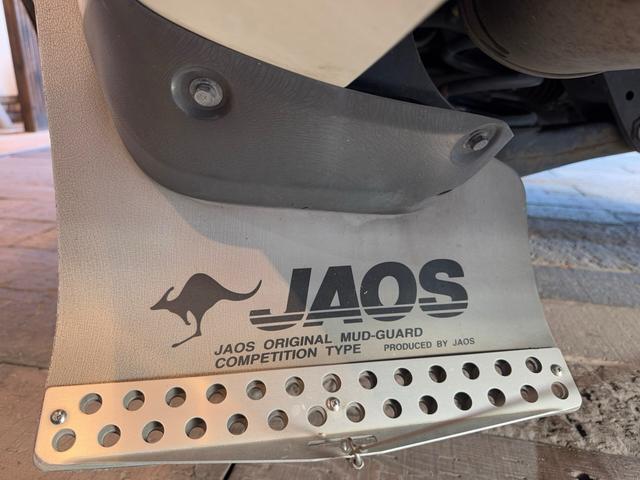 JAOS
JAOS ORIGINAL MUD-GUARD
COMPETITION TYPE PRODUCED BY JAOS